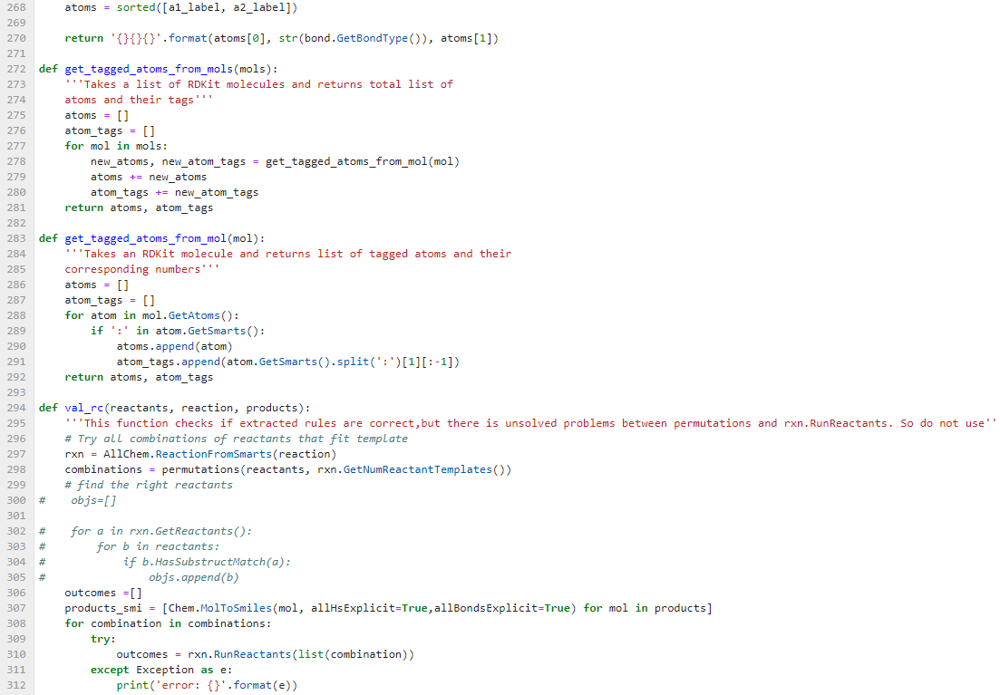 268     atoms = sorted([a1_label, a2_label])
269
270     return '{}{}{}'.format(atoms[0], str(bond.GetBondType()), atoms[1])
271
272 def get_tagged_atoms_from_mols(mols):
273     '''Takes a list of RDKit molecules and returns total list of
274     atoms and their tags'''
275     atoms = []
276     atom_tags = []
277     for mol in mols:
278         new_atoms, new_atom_tags = get_tagged_atoms_from_mol(mol)
279         atoms += new_atoms
280         atom_tags += new_atom_tags
281     return atoms, atom_tags
282
283 def get_tagged_atoms_from_mol(mol):
284     '''Takes an RDKit molecule and returns list of tagged atoms and their
285     corresponding numbers'''
286     atoms = []
287     atom_tags = []
288     for atom in mol.GetAtoms():
289         if ':' in atom.GetSmarts():
290             atoms.append(atom)
291             atom_tags.append(atom.GetSmarts().split(':')[1][:-1])
292     return atoms, atom_tags
293
294 def val_rc(reactants, reaction, products):
295     '''This function checks if extracted rules are correct,but there is unsolved problems between permutations and rxn.RunReactants. So do not use''
296     # Try all combinations of reactants that fit template
297     rxn = AllChem.ReactionFromSmarts(reaction)
298     combinations = permutations(reactants, rxn.GetNumReactantTemplates())
299     # find the right reactants
300 #    objs=[]
301
302 #    for a in rxn.GetReactants():
303 #        for b in reactants:
304 #            if b.HasSubstructMatch(a):
305 #                objs.append(b)
306     outcomes =[]
307     products_smi = [Chem.MolToSmiles(mol, allHsExplicit=True,allBondsExplicit=True) for mol in products]
308     for combination in combinations:
309         try:
310             outcomes = rxn.RunReactants(list(combination))
311         except Exception as e:
312             print('error: {}'.format(e))